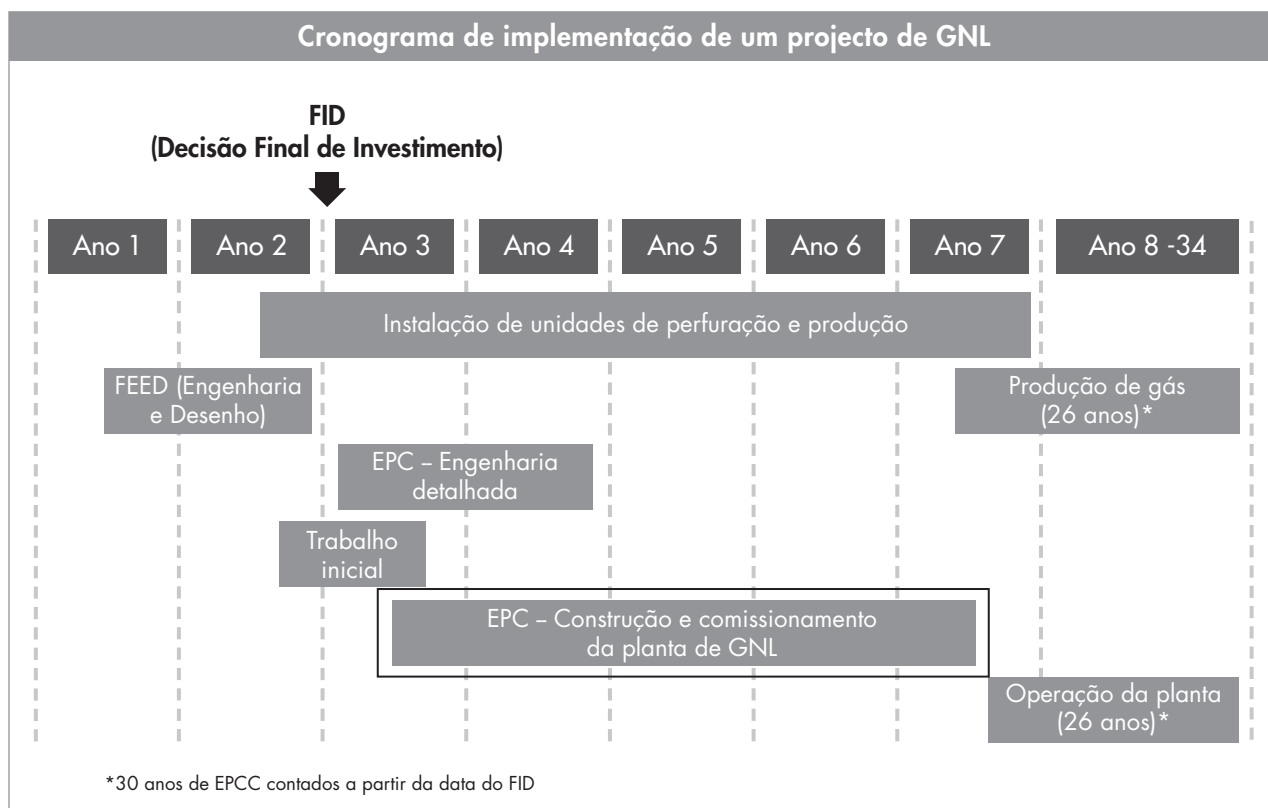 Cronograma de implementação de um projecto de GNL
FID
(Decisão Final de Investimento)
Ano 1
Ano 2
Ano 3
Ano 4
Ano 5
Ano 6
Ano 7
Ano 8 -34
Instalação de unidades de perfuração e produção
FEED (Engenharia
e Desenho)
Produção de gás
(26 anos)*
EPC – Engenharia
detalhada
Trabalho
inicial
EPC – Construção e comissionamento
da planta de GNL
Operação da planta
(26 anos)*
*30 anos de EPCC contados a partir da data do FID